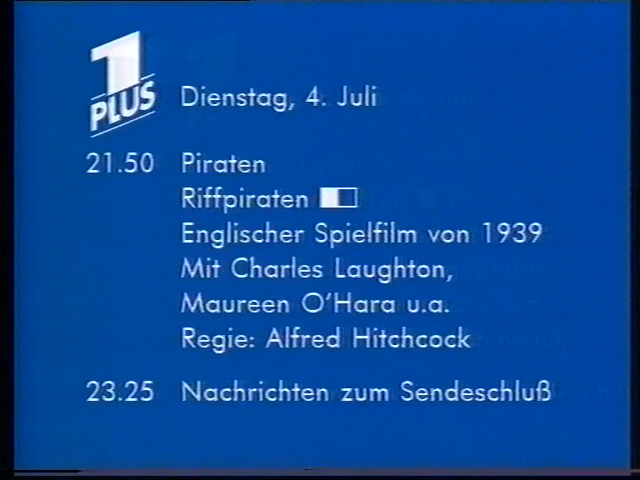 1 PLUS
Dienstag, 4. Juli
21.50 Piraten
Riffpiraten
Englischer Spielfilm von 1939
Mit Charles Laughton,
Maureen O'Hara u.a.
Regie: Alfred Hitchcock
23.25 Nachrichten zum Sendeschluß